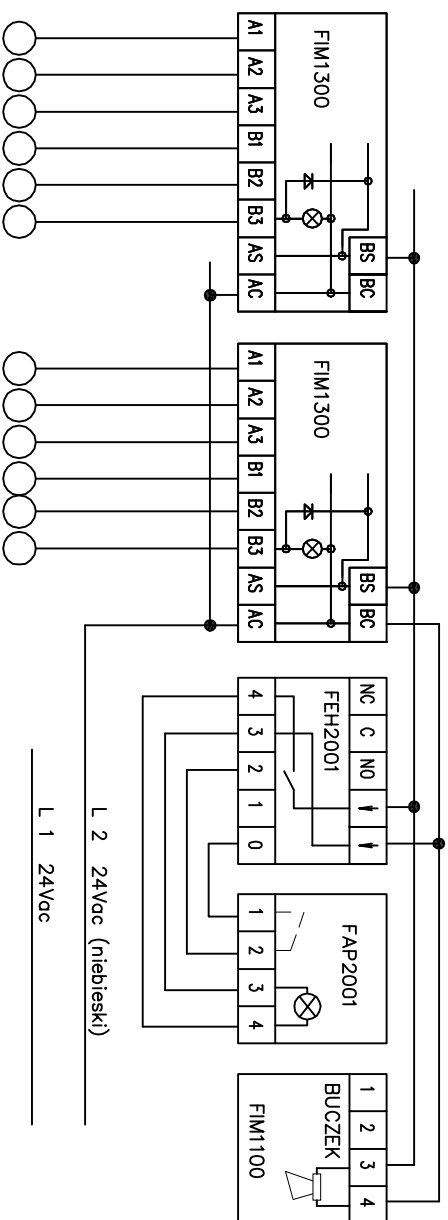 FIM1300
BS
BC
A1 A2 A3 B1 B2 B3 AS AC
FIM1300
BS
BC
A1 A2 A3 B1 B2 B3 AS AC
NC C NO
FEH2001
4 3 2 1 0
FAP2001
1 2 3 4
1 2 3 4
BUCZEK
FIM1100
L 2 24Vac (niebieski)
L 1 24Vac